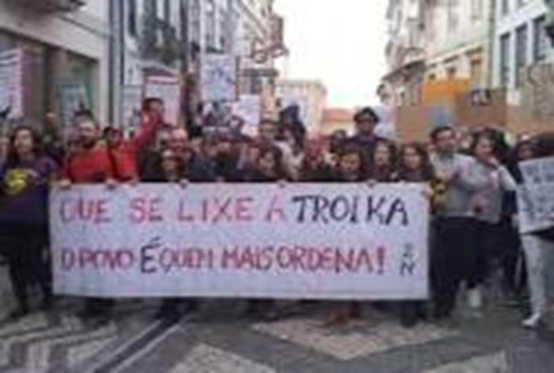 QUE SE LIXE A TROIKA
O POVO É QUEM MAIS ORDENA!